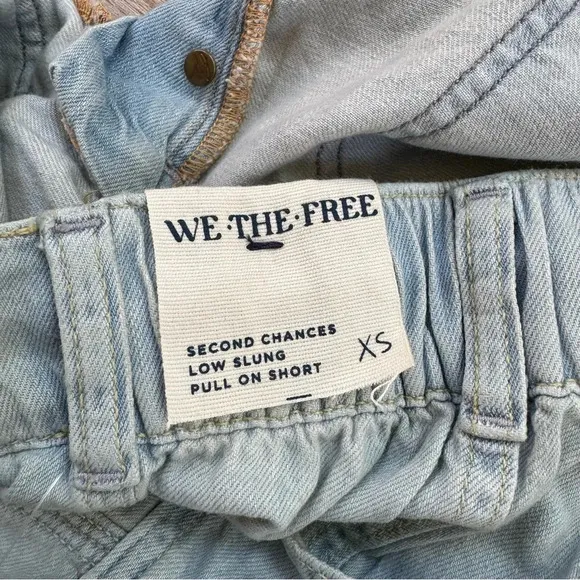 WE·THE·FREE
SECOND CHANCES
LOW SLUNG
PULL ON SHORT
XS